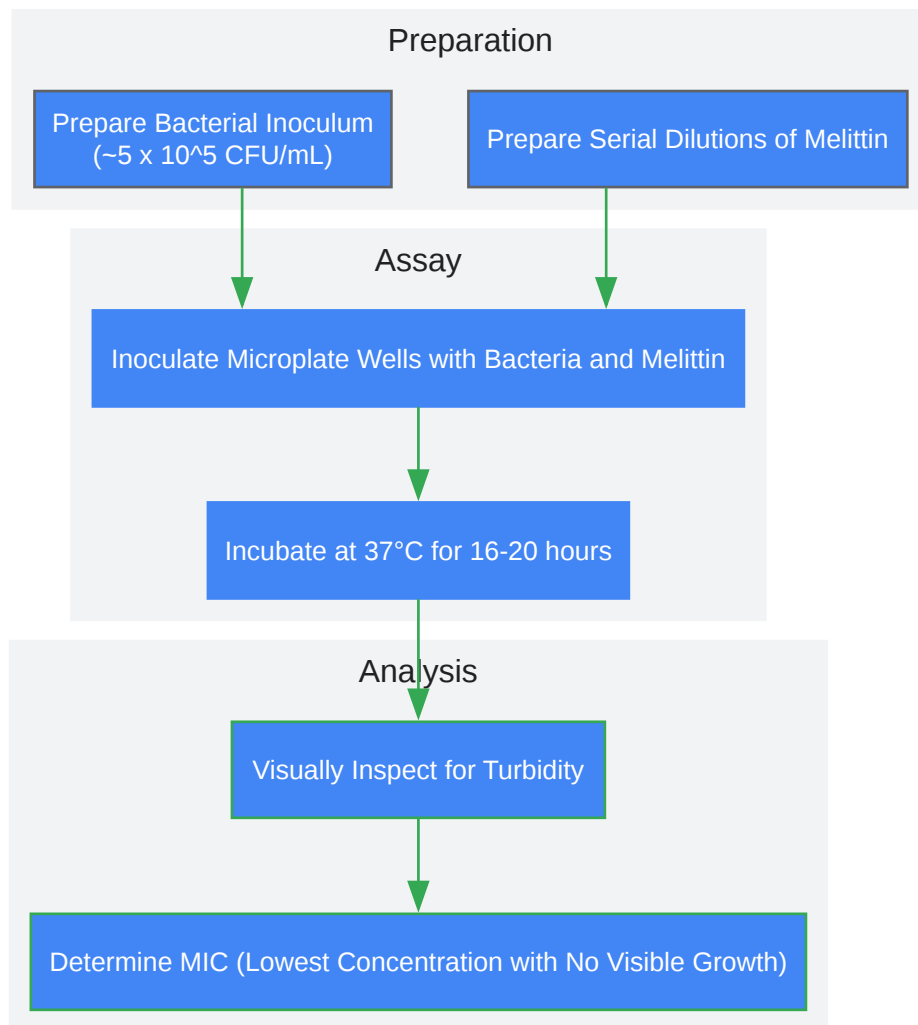 Preparation
Prepare Bacterial Inoculum
(~5 x 10^5 CFU/mL)
Prepare Serial Dilutions of Melittin
Assay
Inoculate Microplate Wells with Bacteria and Melittin
Incubate at 37°C for 16-20 hours
Analysis
Visually Inspect for Turbidity
Determine MIC (Lowest Concentration with No Visible Growth)